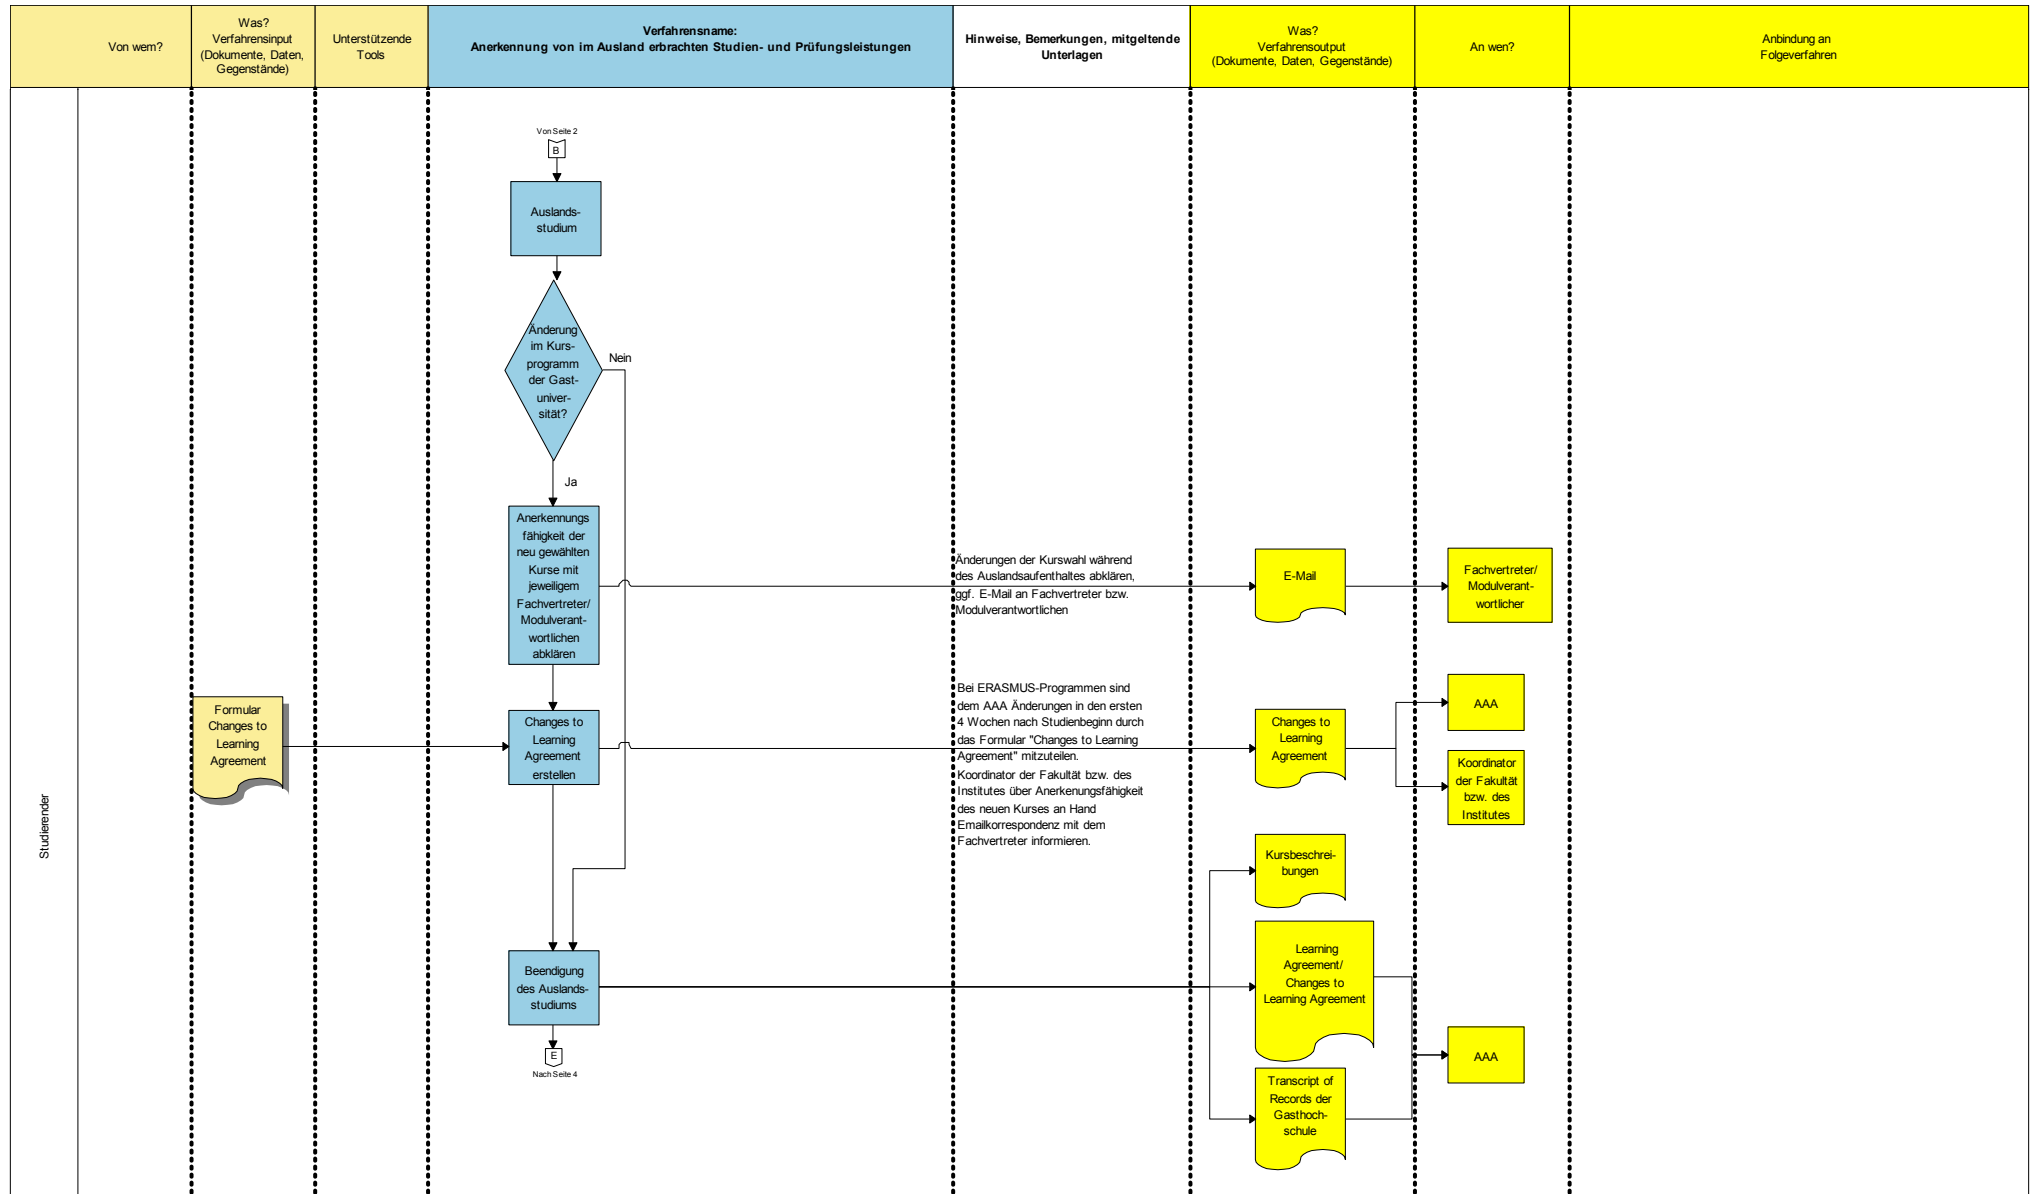 Von wem?
Was?
Verfahrensinput
(Dokumente, Daten,
Gegenstände)
Unterstützende
Tools
Verfahrensname:
Anerkennung von im Ausland erbrachten Studien- und Prüfungsleistungen
Hinweise, Bemerkungen, mitgeltende
Unterlagen
Was?
Verfahrensoutput
(Dokumente, Daten, Gegenstände)
An wen?
Anbindung an
Folgeverfahren
Studierender
Von Seite 2
B
Auslands-
studium
Änderung
im Kurs-
programm
der Gast-
univer-
sität?
Nein
Ja
Anerkennungs
fähigkeit der
neu gewählten
Kurse mit
jeweiligem
Fachvertreter/
Modulverant-
wortlichen
abklären
Änderungen der Kurswahl während
des Auslandsaufenthaltes abklären,
ggf. E-Mail an Fachvertreter bzw.
Modulverantwortlichen
E-Mail
Fachvertreter/
Modulverant-
wortlicher
Formular
Changes to
Learning
Agreement
Changes to
Learning
Agreement
erstellen
Bei ERASMUS-Programmen sind
dem AAA Änderungen in den ersten
4 Wochen nach Studienbeginn durch
das Formular "Changes to Learning
Agreement" mitzuteilen.
Koordinator der Fakultät bzw. des
Institutes über Anerkenungsfähigkeit
des neuen Kurses an Hand
Emailkorrespondenz mit dem
Fachvertreter informieren.
Changes to
Learning
Agreement
AAA
Koordinator
der Fakultät
bzw. des
Institutes
Kursbeschrei-
bungen
Beendigung
des Auslands-
studiums
Learning
Agreement/
Changes to
Learning Agreement
AAA
E
Nach Seite 4
Transcript of
Records der
Gasthoch-
schule